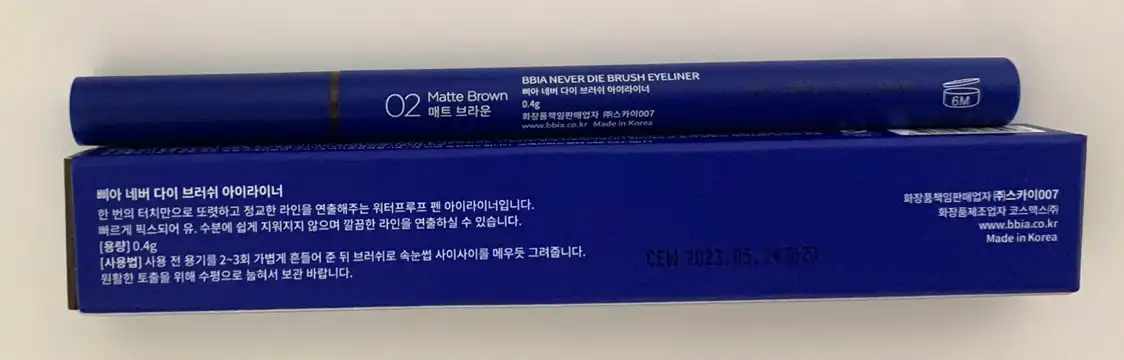 02
Matte Brown
매트 브라운
BBIA NEVER DIE BRUSH EYELINER
삐아 네버 다이 브러쉬 아이라이너
0.4g
화장품책임판매업자 ㈜스카이007
www.bbia.co.kr Made in Korea
6M
삐아 네버 다이 브러쉬 아이라이너
한 번의 터치만으로 또렷하고 정교한 라인을 연출해주는 워터프루프 펜 아이라이너입니다.
빠르게 픽스되어 유. 수분에 쉽게 지워지지 않으며 깔끔한 라인을 연출하실 수 있습니다.
[용량] 0.4g
[사용법] 사용 전 용기를 2~3회 가볍게 흔들어 준 뒤 브러쉬로 속눈썹 사이사이를 메우듯 그려줍니다.
원활한 토출을 위해 수평으로 눕혀서 보관 바랍니다.
CEW 2023.05.24
화장품책임판매업자 ㈜스카이007
화장품제조업자 코스맥스㈜
www.bbia.co.kr
Made in Korea